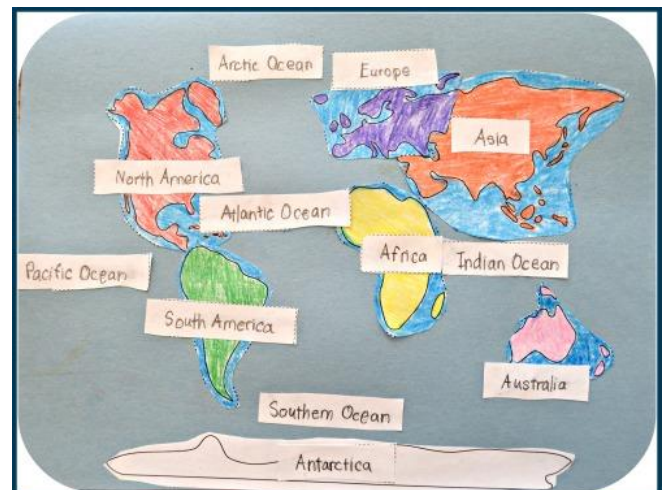 Arctic Ocean
Europe
Asia
North America
Atlantic Ocean
Africa
Indian Ocean
Pacific Ocean
South America
Australia
Southern Ocean
Antarctica